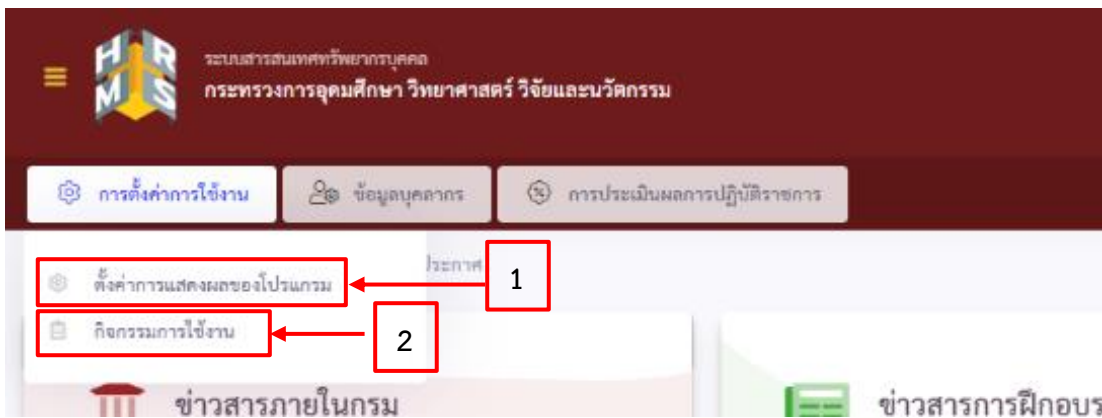 HR
MS
ระบบสารสนเทศทรัพยากรบุคคล
กระทรวงการอุดมศึกษา วิทยาศาสตร์ วิจัยและนวัตกรรม
การตั้งค่าการใช้งาน
ข้อมูลบุคลากร
การประเมินผลการปฏิบัติราชการ
ประกาศ
ตั้งค่าการแสดงผลของโปรแกรม
1
กิจกรรมการใช้งาน
2
ข่าวสารภายในกรม
ข่าวสารการฝึกอบร